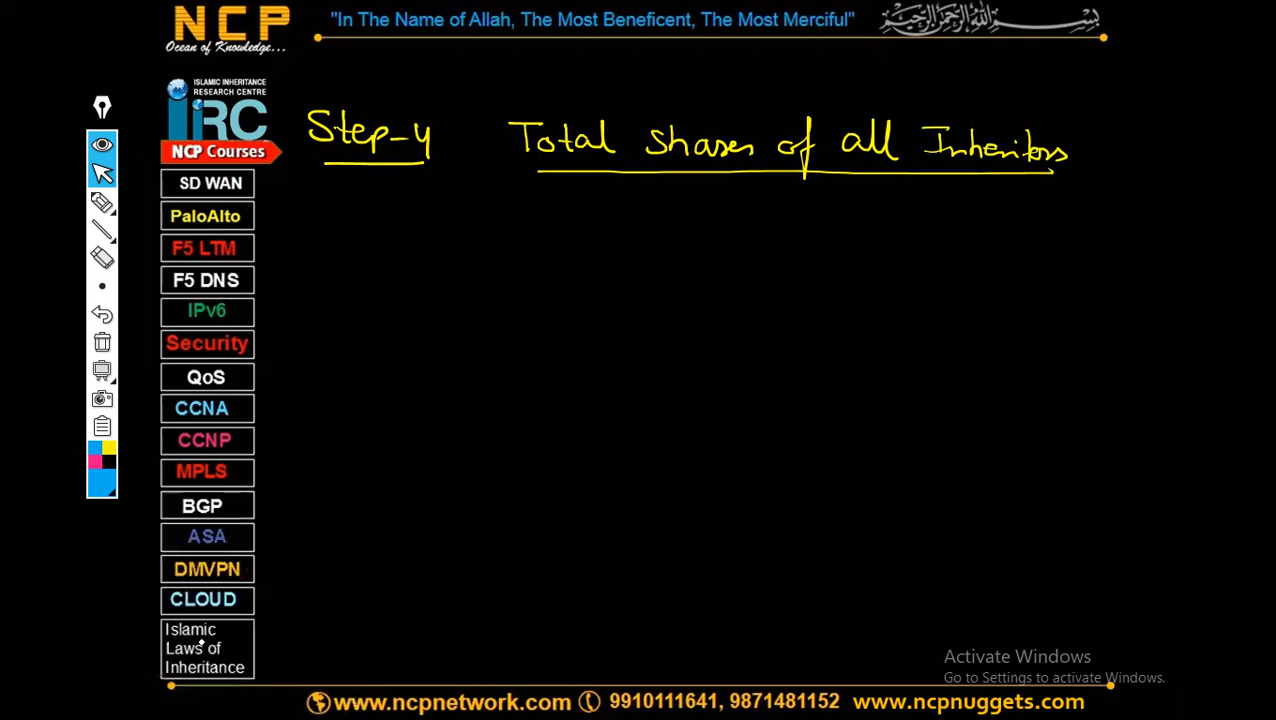 NCP
Ocean of Knowledge...
"In The Name of Allah, The Most Beneficent, The Most Merciful"
بسم الله الرحمن الرحيم
ISLAMIC INHERITANCE
RESEARCH CENTRE
IRC
NCP Courses
Step-4 Total Shares of all Inheritors
SD WAN
PaloAlto
F5 LTM
F5 DNS
IPv6
Security
QoS
CCNA
CCNP
MPLS
BGP
ASA
DMVPN
CLOUD
Islamic
Laws of
Inheritance
Activate Windows
Go to Settings to activate Windows.
www.ncpnetwork.com 9910111641, 9871481152 www.ncpnuggets.com